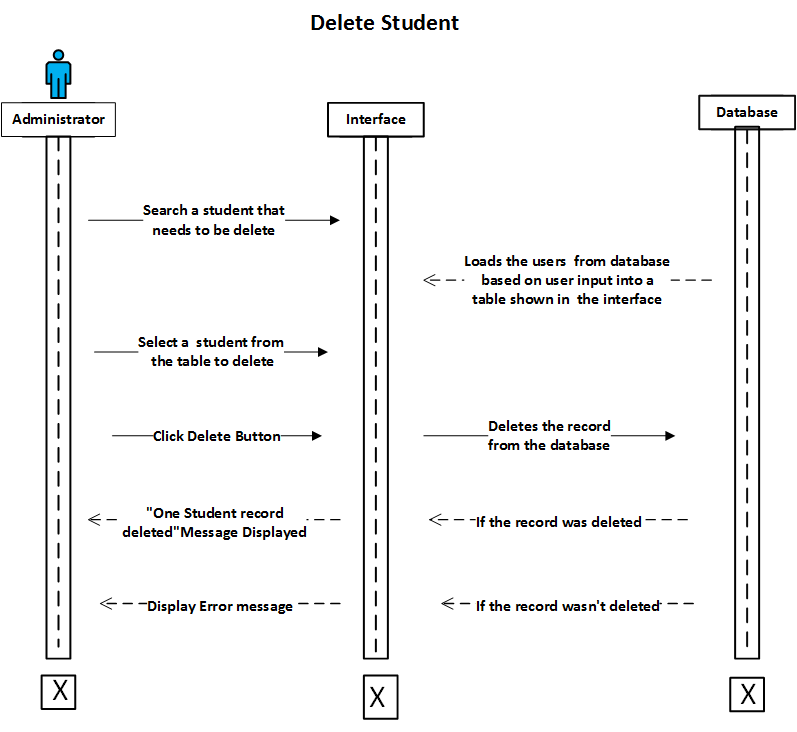 Delete Student
Administrator
Interface
Database
Search a student that
needs to be delete
Loads the users from database
based on user input into a
table shown in the interface
Select a student from
the table to delete
Click Delete Button
Deletes the record
from the database
"One Student record
deleted"Message Displayed
If the record was deleted
Display Error message
If the record wasn't deleted
X
X
X